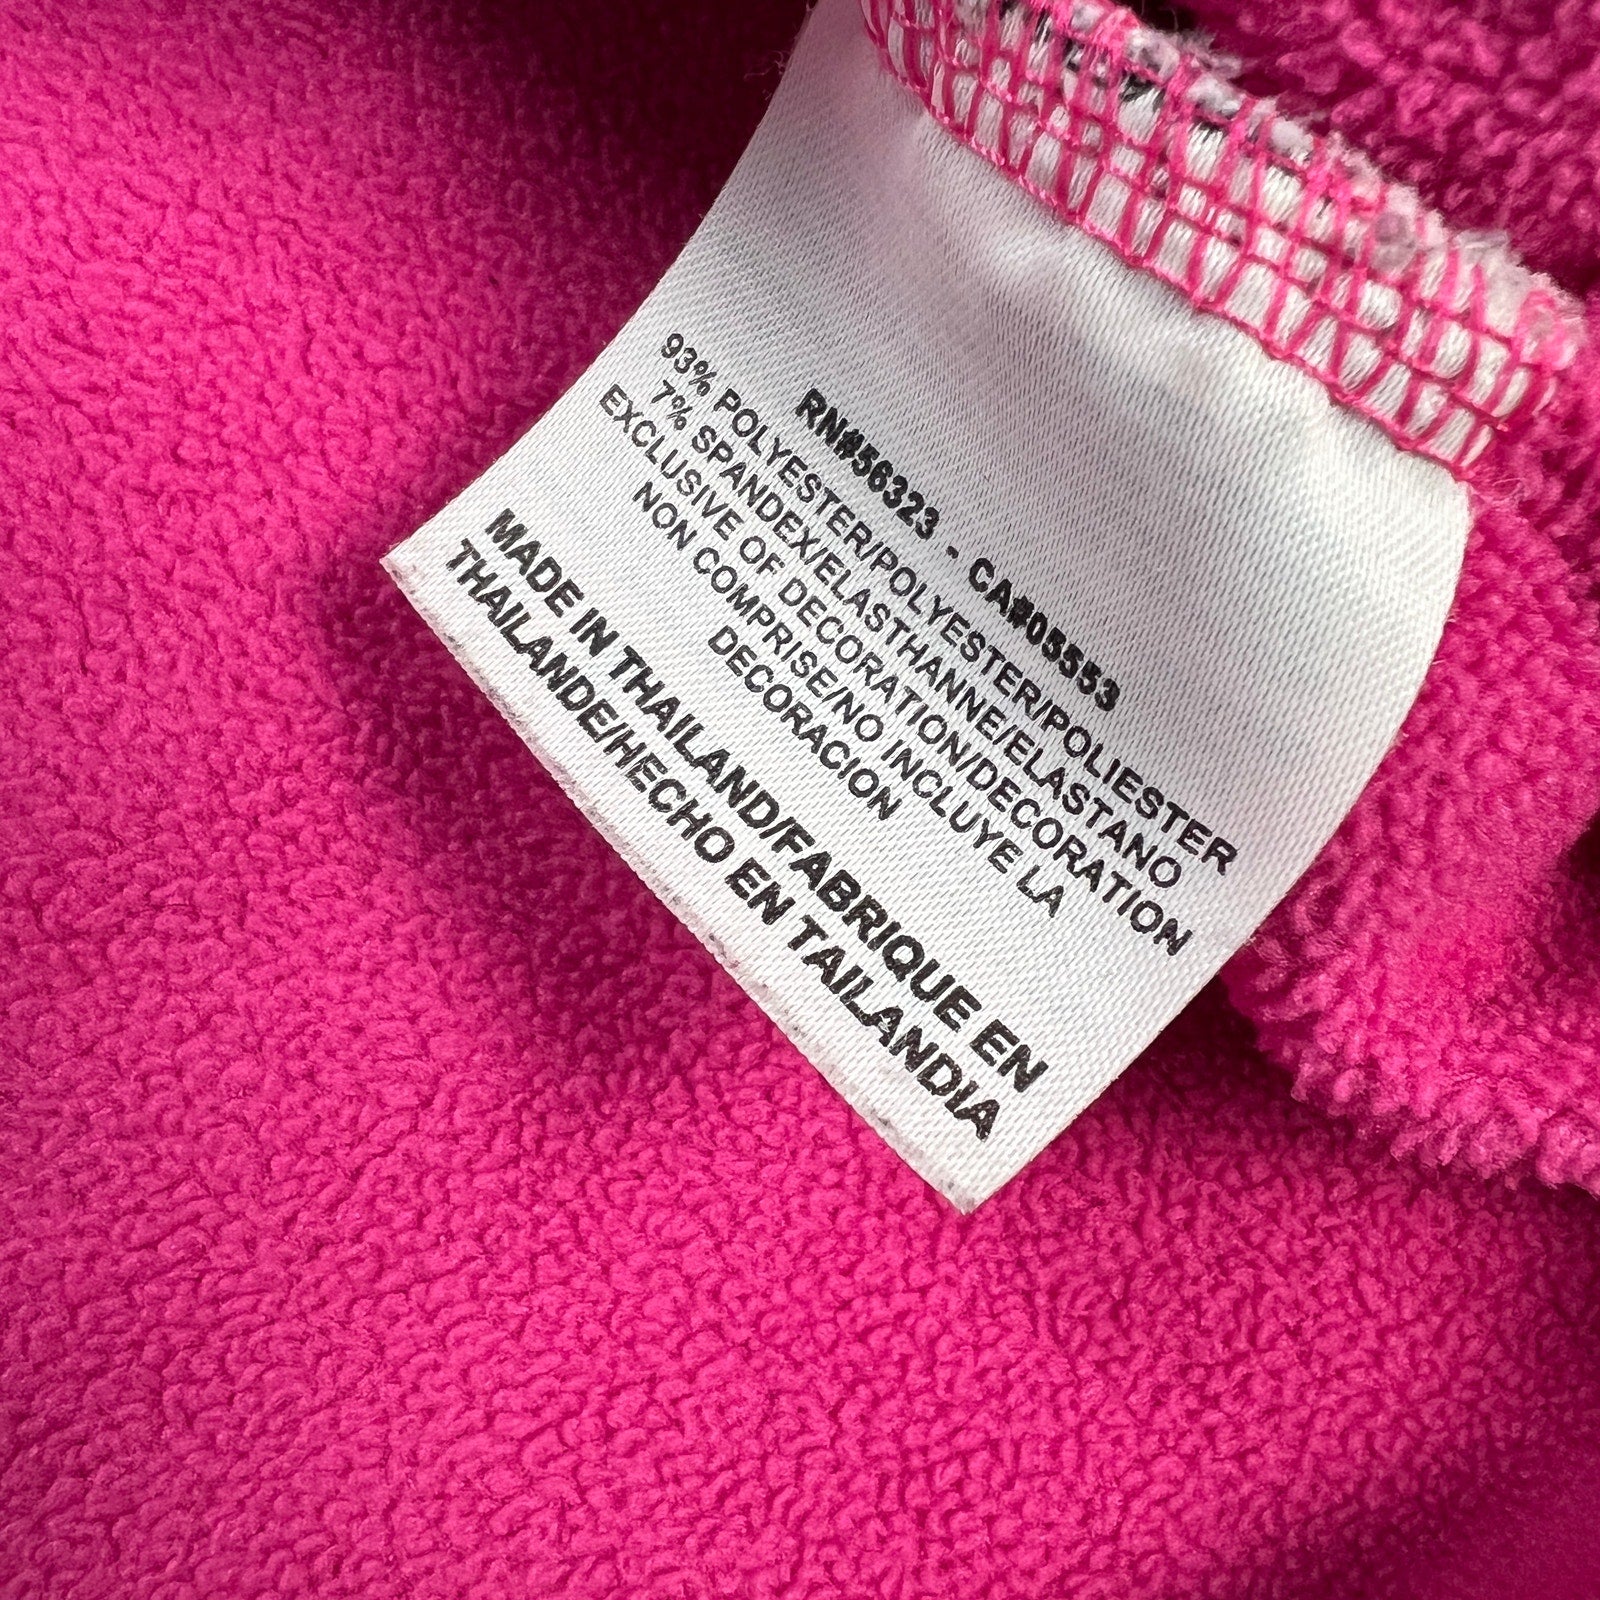 RN#56323 - CA#05553
93% POLYESTER/POLYESTER/POLIESTER
7% SPANDEX/ELASTHANNE/ELASTANO
EXCLUSIVE OF DECORATION/DECORATION
NON COMPRISE/NO INCLUYE LA
DECORACION
MADE IN THAILAND/FABRIQUE EN
THAILANDE/HECHO EN TAILANDIA